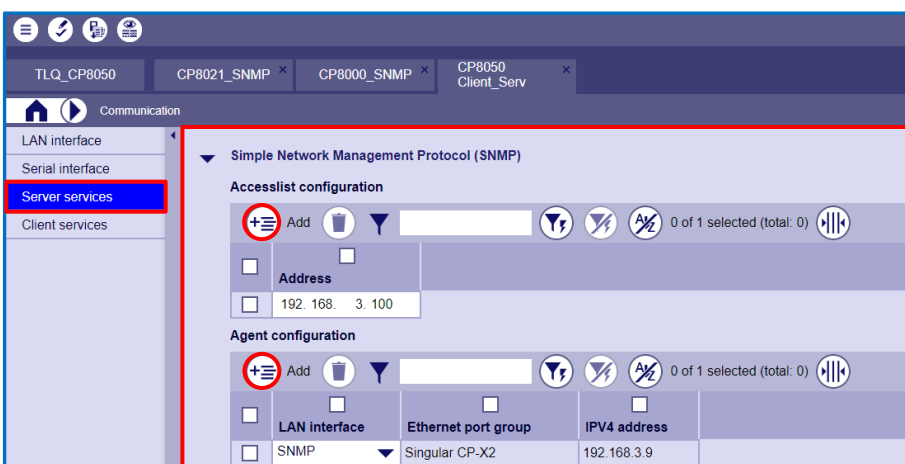 TLQ_CP8050
CP8021_SNMP ×
CP8000_SNMP ×
CP8050
Client_Serv ×
Communication
LAN interface
Serial interface
Server services
Client services
Simple Network Management Protocol (SNMP)
Accesslist configuration
Add
0 of 1 selected (total: 0)
Address
192. 168. 3. 100
Agent configuration
Add
0 of 1 selected (total: 0)
LAN interface Ethernet port group IPV4 address
SNMP Singular CP-X2 192.168.3.9